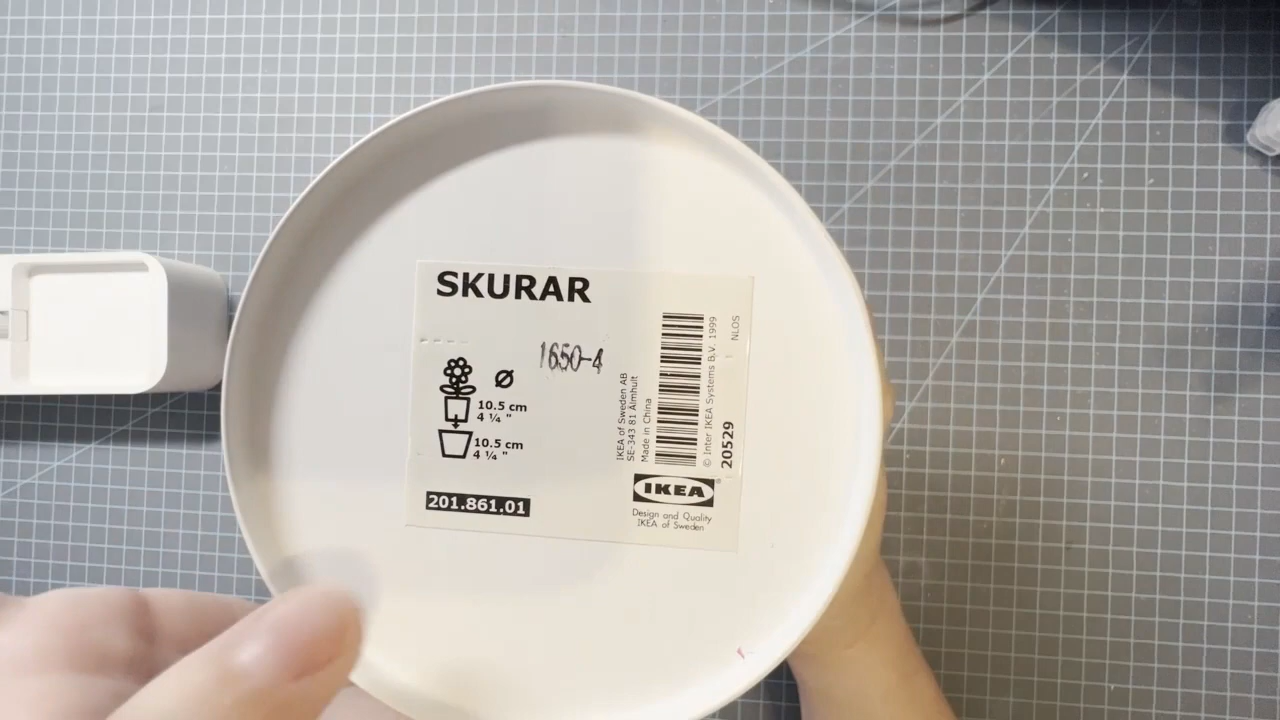 SKURAR
1650-4
Ø
10.5 cm
4 ¼ "
10.5 cm
4 ¼ "
201.861.01
IKEA of Sweden AB
SE-343 81 Älmhult
Made in China
© Inter IKEA Systems B.V. 1999
20529
NLOS
IKEA®
Design and Quality
IKEA of Sweden